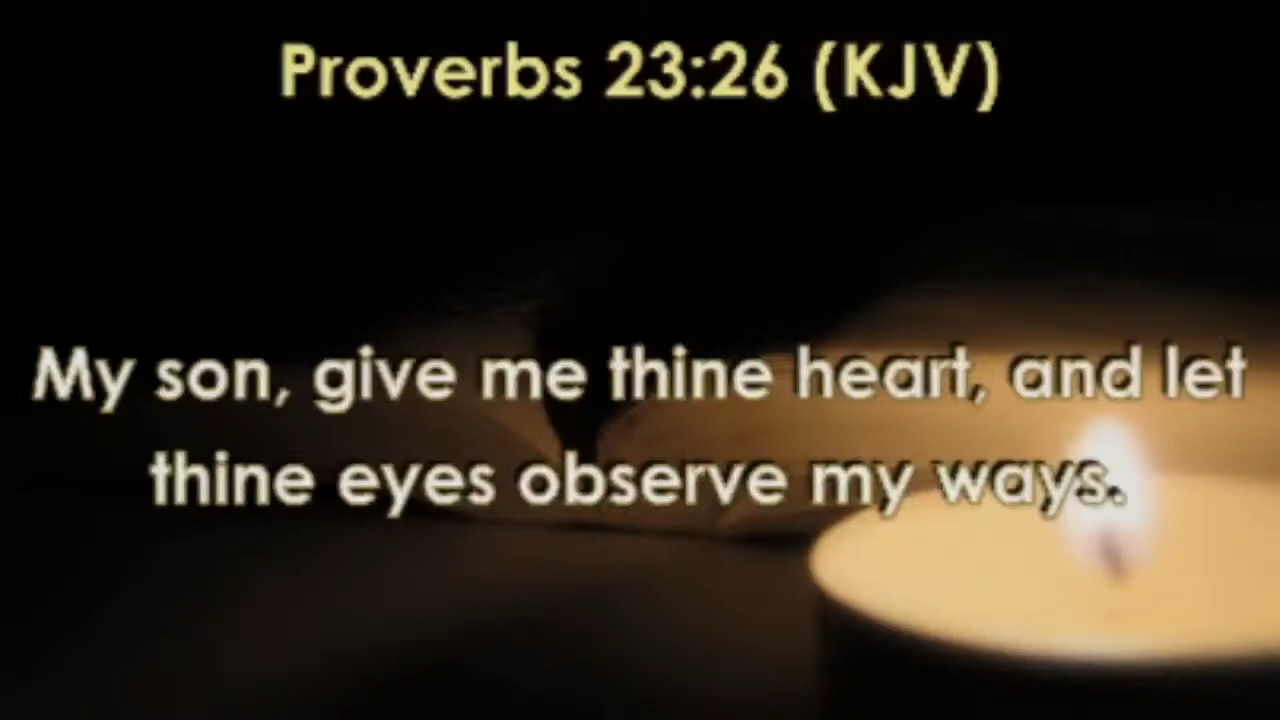 Proverbs 23:26 (KJV)
My son, give me thine heart, and let
thine eyes observe my ways.